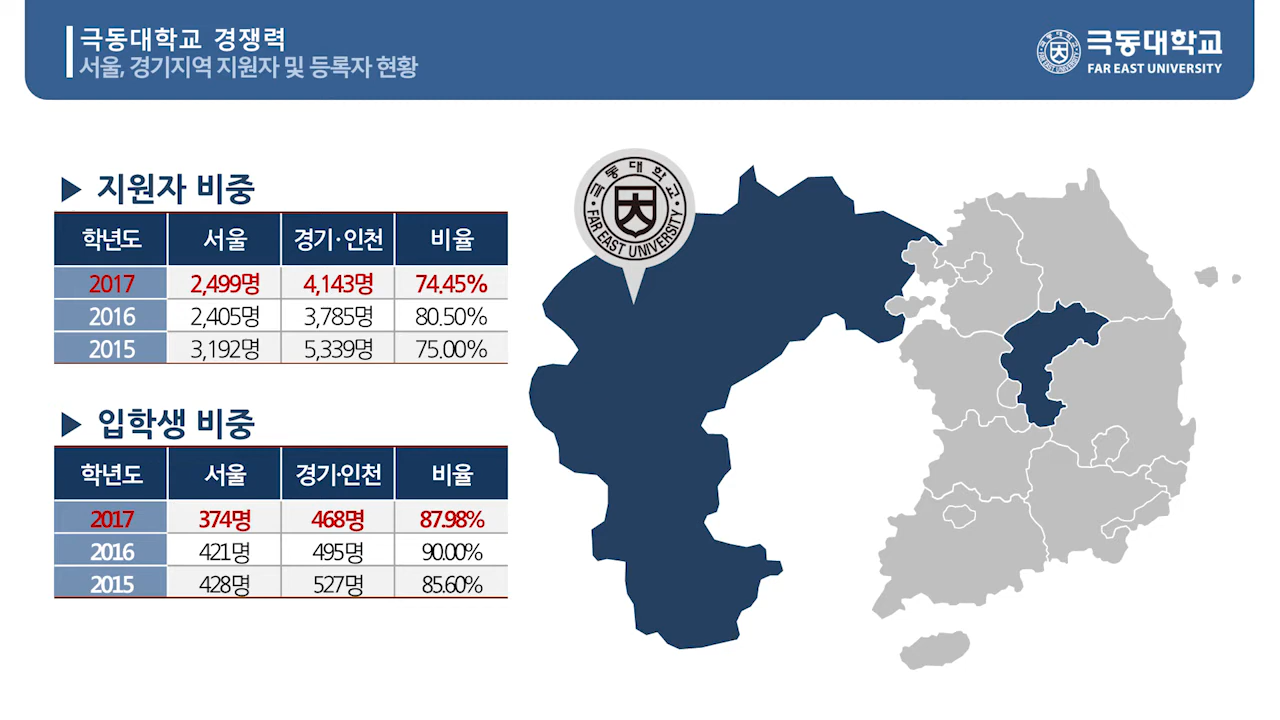 극동대학교 경쟁력
서울, 경기지역 지원자 및 등록자 현황
극동대학교
FAR EAST UNIVERSITY
▶ 지원자 비중
학년도 서울 경기·인천 비율
2017 2,499명 4,143명 74.45%
2016 2,405명 3,785명 80.50%
2015 3,192명 5,339명 75.00%
▶ 입학생 비중
학년도 서울 경기·인천 비율
2017 374명 468명 87.98%
2016 421명 495명 90.00%
2015 428명 527명 85.60%
극동대학교
FAR EAST UNIVERSITY